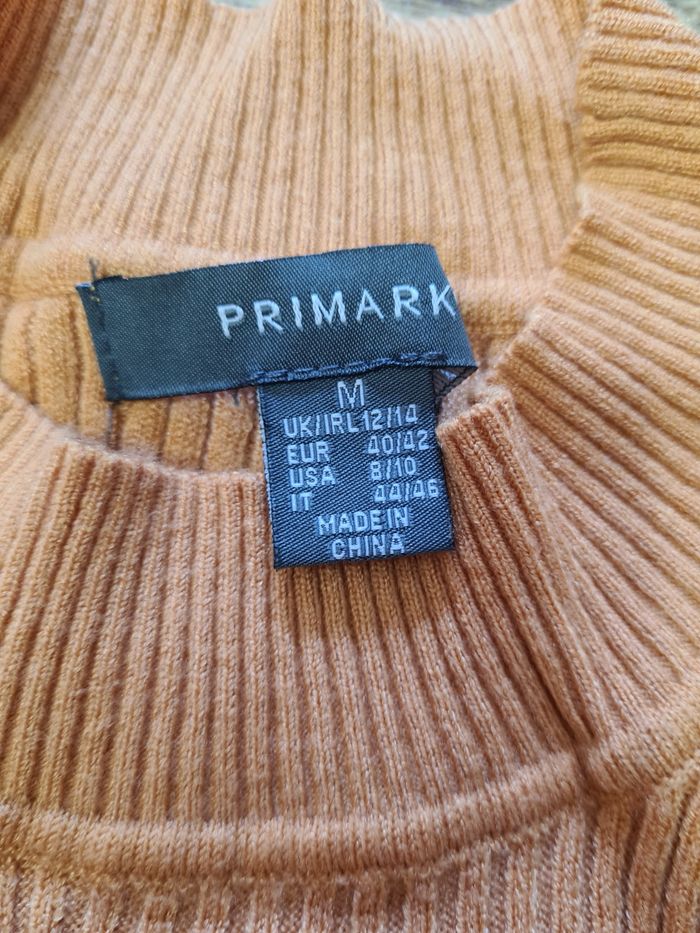 PRIMARK
M
UK/IRL 12/14
EUR 40/42
USA 8/10
IT 44/46
MADE IN
CHINA